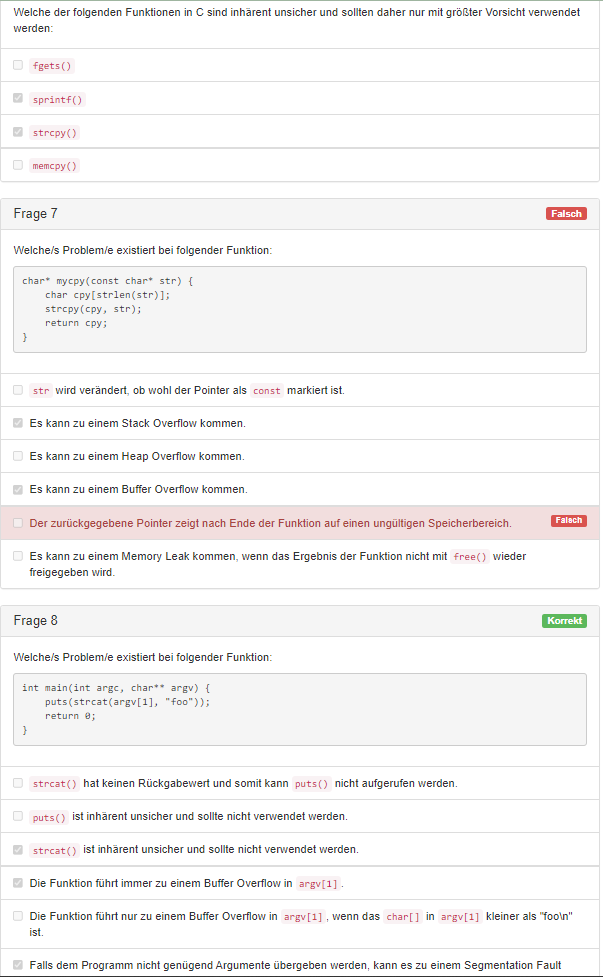 Welche der folgenden Funktionen in C sind inhärent unsicher und sollten daher nur mit größter Vorsicht verwendet
werden:
fgets()
sprintf()
strcpy()
memcpy()
Frage 7 Falsch
Welche/s Problem/e existiert bei folgender Funktion:
char* mycpy(const char* str) {
    char cpy[strlen(str)];
    strcpy(cpy, str);
    return cpy;
}
str wird verändert, ob wohl der Pointer als const markiert ist.
Es kann zu einem Stack Overflow kommen.
Es kann zu einem Heap Overflow kommen.
Es kann zu einem Buffer Overflow kommen.
Der zurückgegebene Pointer zeigt nach Ende der Funktion auf einen ungültigen Speicherbereich. Falsch
Es kann zu einem Memory Leak kommen, wenn das Ergebnis der Funktion nicht mit free() wieder
freigegeben wird.
Frage 8 Korrekt
Welche/s Problem/e existiert bei folgender Funktion:
int main(int argc, char** argv) {
    puts(strcat(argv[1], "foo"));
    return 0;
}
strcat() hat keinen Rückgabewert und somit kann puts() nicht aufgerufen werden.
puts() ist inhärent unsicher und sollte nicht verwendet werden.
strcat() ist inhärent unsicher und sollte nicht verwendet werden.
Die Funktion führt immer zu einem Buffer Overflow in argv[1].
Die Funktion führt nur zu einem Buffer Overflow in argv[1], wenn das char[] in argv[1] kleiner als "foo\n"
ist.
Falls dem Programm nicht genügend Argumente übergeben werden, kann es zu einem Segmentation Fault